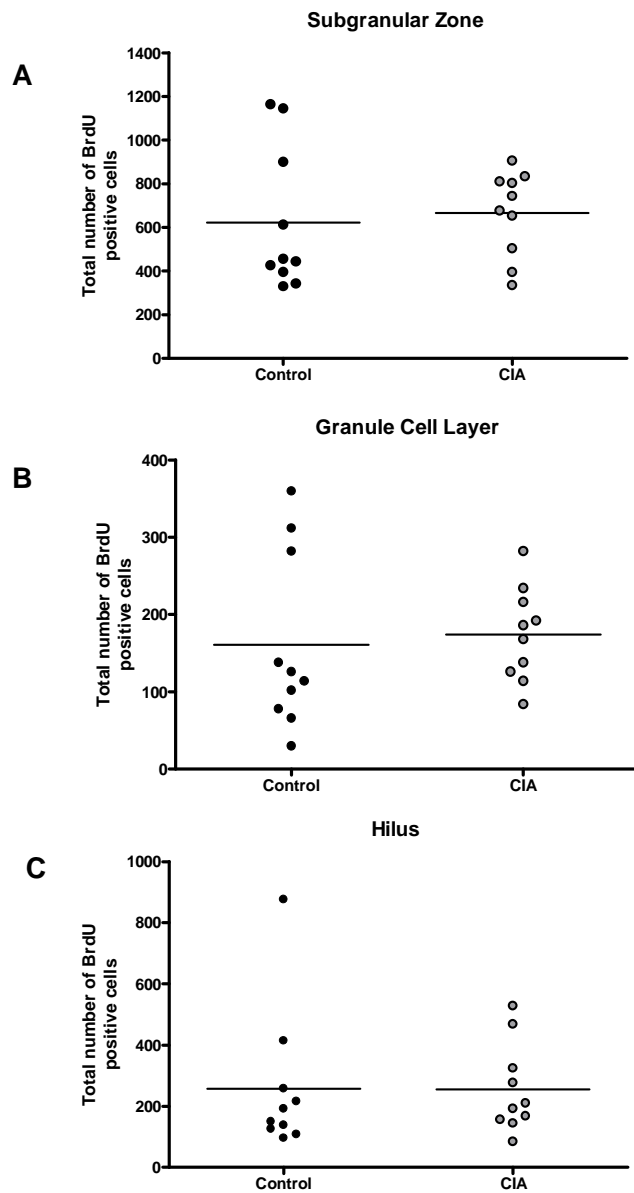 Subgranular Zone
A
Total number of BrdU
positive cells
1400
1200
1000
800
600
400
200
0
Control
CIA
Granule Cell Layer
B
Total number of BrdU
positive cells
400
300
200
100
0
Control
CIA
Hilus
C
Total number of BrdU
positive cells
1000
800
600
400
200
0
Control
CIA